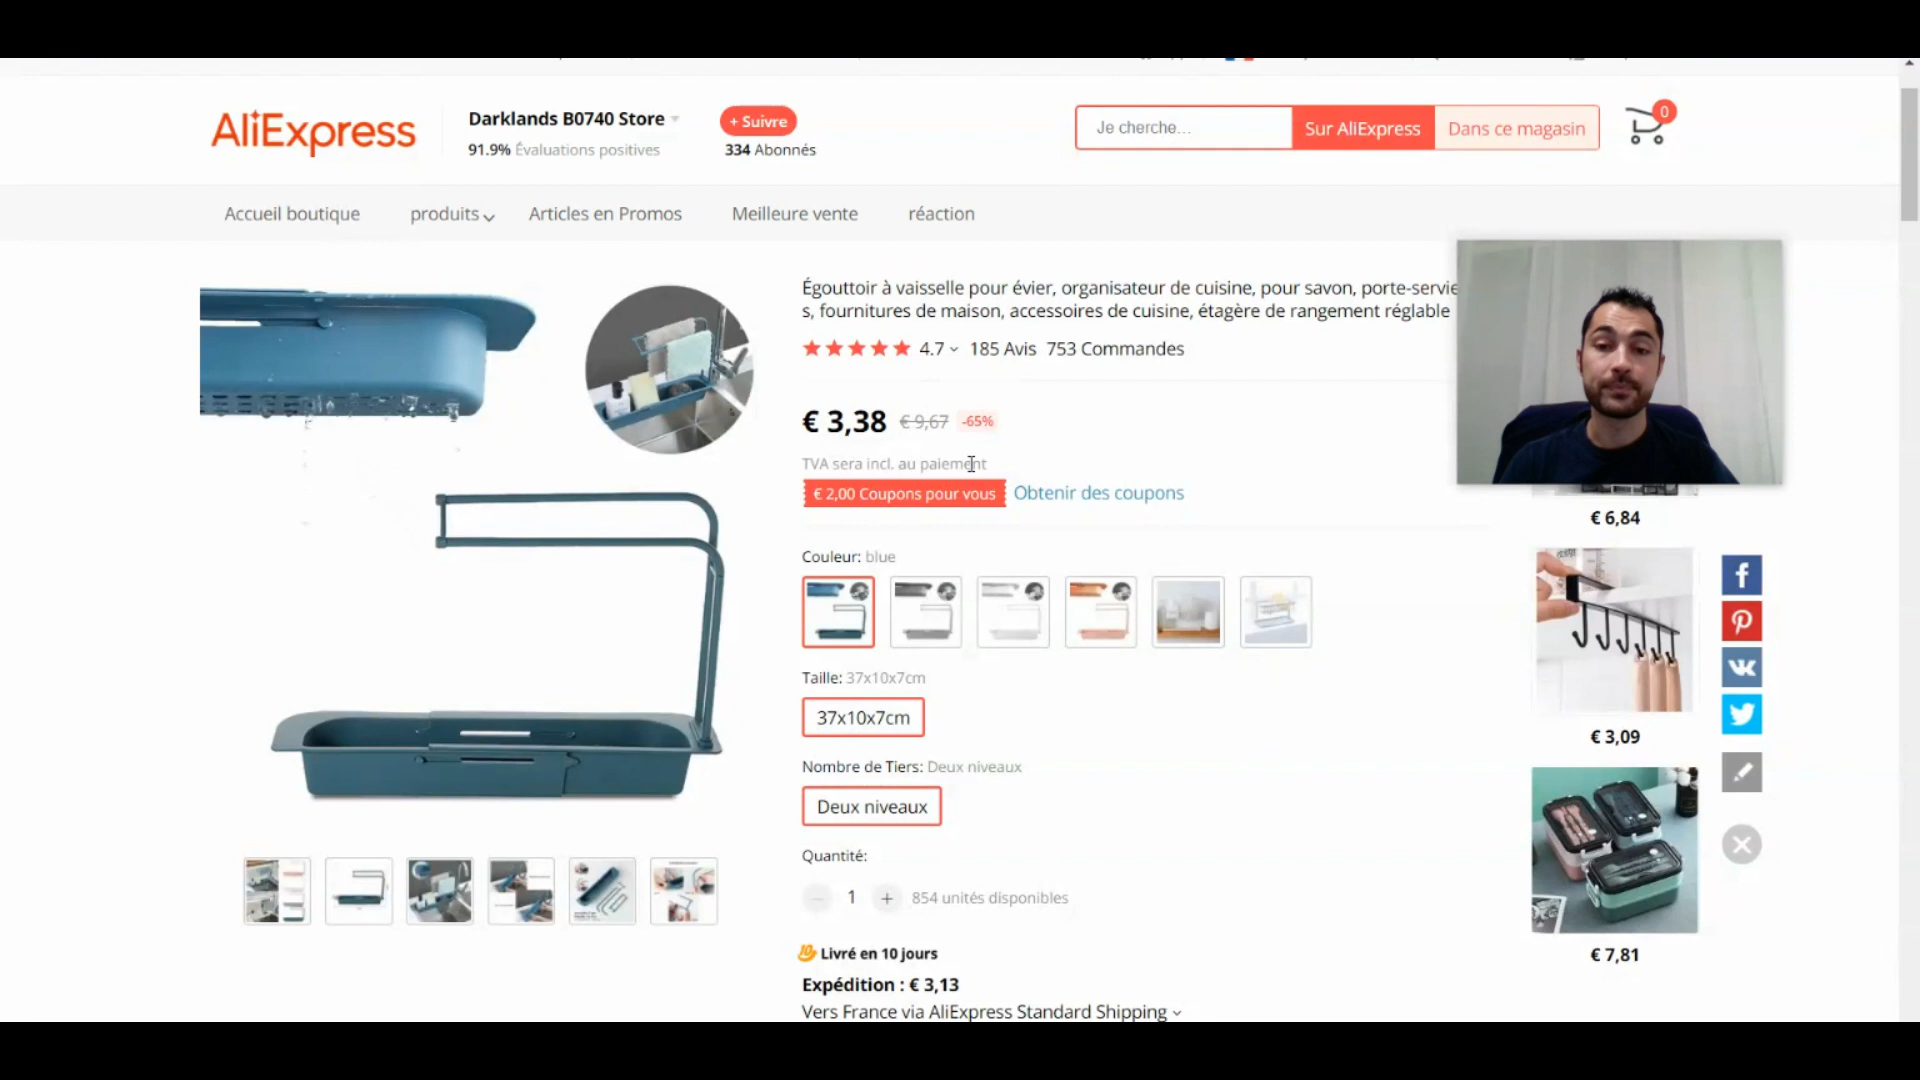 AliExpress
Darklands B0740 Store
91.9% Évaluations positives
+ Suivre
334 Abonnés
Je cherche...
Sur AliExpress
Dans ce magasin
0
Accueil boutique
produits
Articles en Promos
Meilleure vente
réaction
Égouttoir à vaisselle pour évier, organisateur de cuisine, pour savon, porte-servie
s, fournitures de maison, accessoires de cuisine, étagère de rangement réglable
4.7 185 Avis 753 Commandes
€ 3,38 € 9,67 -65%
TVA sera incl. au paiement
€ 2,00 Coupons pour vous Obtenir des coupons
Couleur: blue
Taille: 37x10x7cm
37x10x7cm
Nombre de Tiers: Deux niveaux
Deux niveaux
Quantité:
1 + 854 unités disponibles
Livré en 10 jours
Expédition : € 3,13
Vers France via AliExpress Standard Shipping
€ 6,84
€ 3,09
€ 7,81